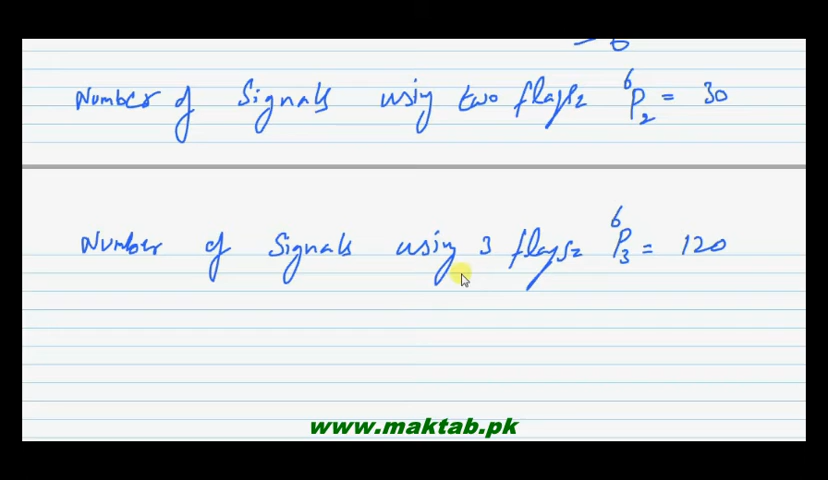 = 6
Number of Signals using two flags = ⁶P₂ = 30
Number of Signals using 3 flags = ⁶P₃ = 120
www.maktab.pk